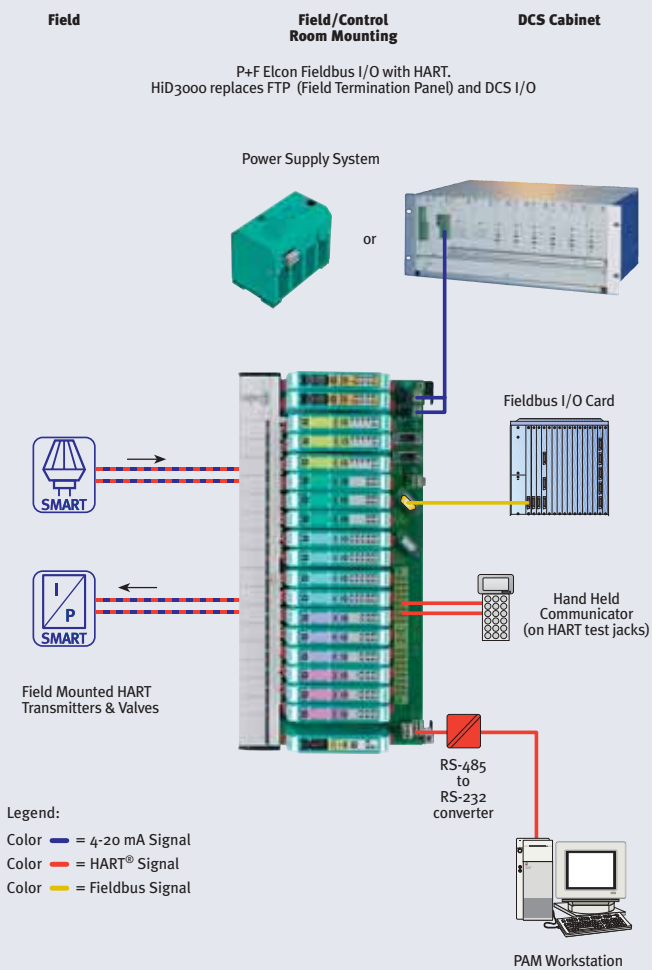 Field
Field/Control
Room Mounting
DCS Cabinet
P+F Elcon Fieldbus I/O with HART.
HiD3000 replaces FTP (Field Termination Panel) and DCS I/O
Power Supply System
or
Fieldbus I/O Card
SMART
I
P
SMART
Hand Held
Communicator
(on HART test jacks)
Field Mounted HART
Transmitters & Valves
RS-485
to
RS-232
converter
Legend:
Color = 4-20 mA Signal
Color = HART® Signal
Color = Fieldbus Signal
PAM Workstation